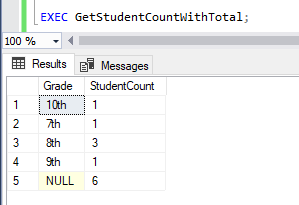 EXEC GetStudentCountWithTotal;
100 %
Results Messages
Grade StudentCount
1 10th 1
2 7th 1
3 8th 3
4 9th 1
5 NULL 6